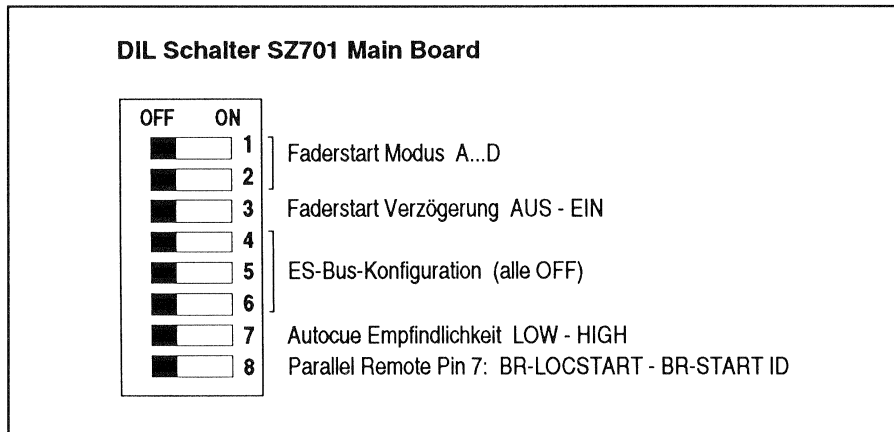 DIL Schalter SZ701 Main Board
OFF ON
1
Faderstart Modus A...D
2
3 Faderstart Verzögerung AUS - EIN
4
5 ES-Bus-Konfiguration (alle OFF)
6
7 Autocue Empfindlichkeit LOW - HIGH
8 Parallel Remote Pin 7: BR-LOCSTART - BR-START ID